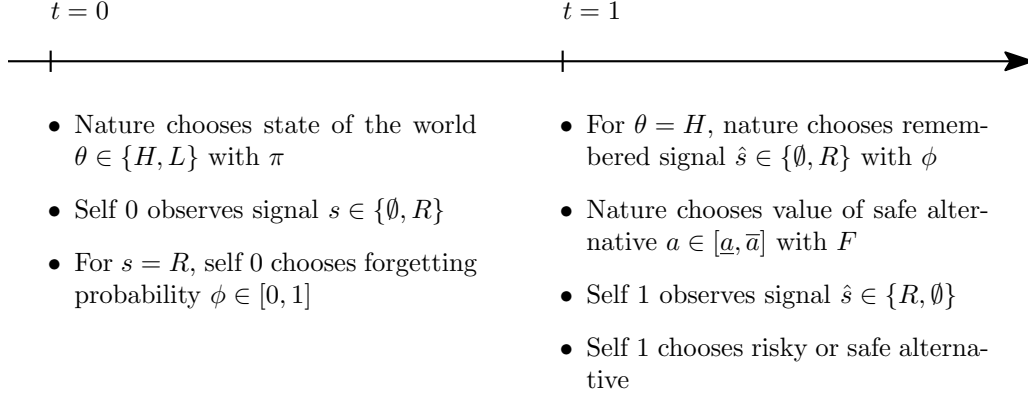 t = 0
t = 1
• Nature chooses state of the world
θ ∈ {H, L} with π
• Self 0 observes signal s ∈ {∅, R}
• For s = R, self 0 chooses forgetting
probability ϕ ∈ [0, 1]
• For θ = H, nature chooses remem-
bered signal ŝ ∈ {∅, R} with ϕ
• Nature chooses value of safe alter-
native a ∈ [a̲, a̅] with F
• Self 1 observes signal ŝ ∈ {R, ∅}
• Self 1 chooses risky or safe alterna-
tive